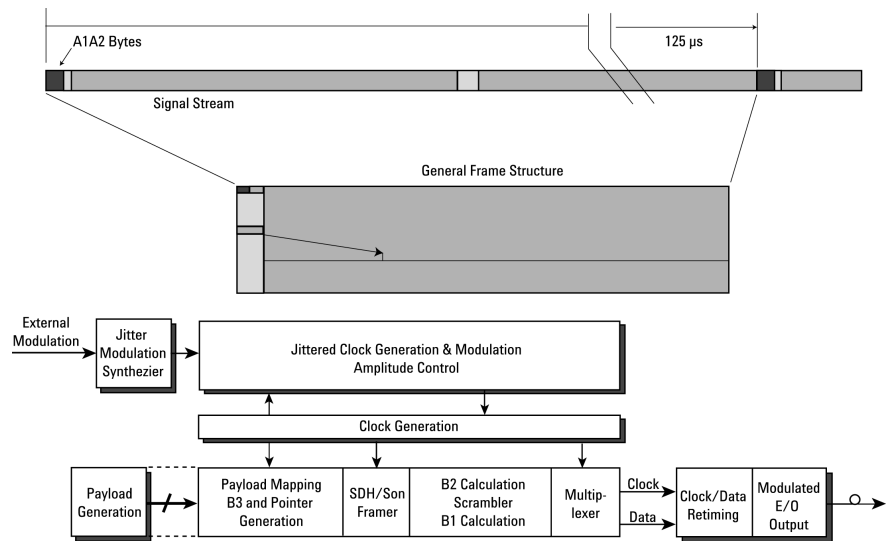 A1A2 Bytes
125 µs
Signal Stream
General Frame Structure
External
Modulation
Jitter
Modulation
Synthezier
Jittered Clock Generation & Modulation
Amplitude Control
Clock Generation
Payload
Generation
Payload Mapping
B3 and Pointer
Generation
SDH/Son
Framer
B2 Calculation
Scrambler
B1 Calculation
Multip-
lexer
Clock
Data
Clock/Data
Retiming
Modulated
E/O
Output